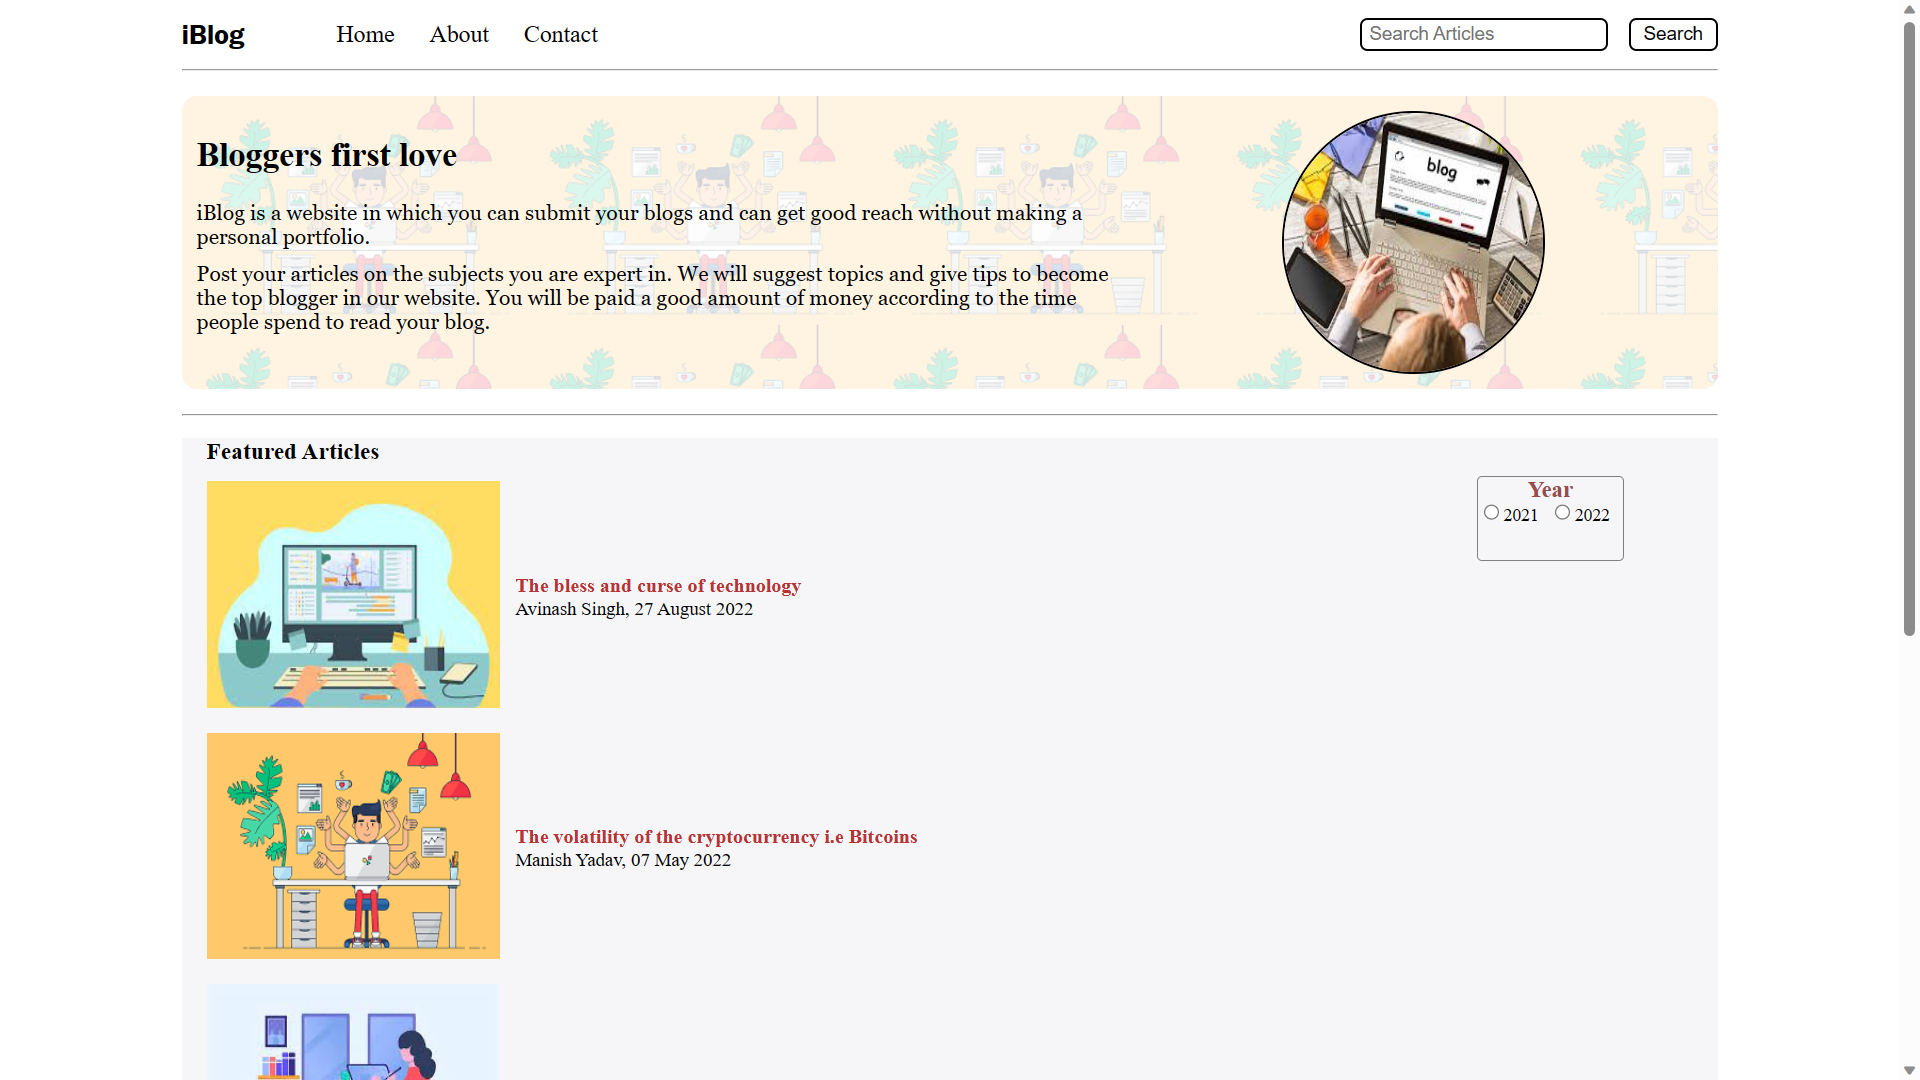 iBlog Home About Contact Search Articles Search
Bloggers first love
iBlog is a website in which you can submit your blogs and can get good reach without making a
personal portfolio.
Post your articles on the subjects you are expert in. We will suggest topics and give tips to become
the top blogger in our website. You will be paid a good amount of money according to the time
people spend to read your blog.
blog
Featured Articles
Year
2021 2022
The bless and curse of technology
Avinash Singh, 27 August 2022
The volatility of the cryptocurrency i.e Bitcoins
Manish Yadav, 07 May 2022